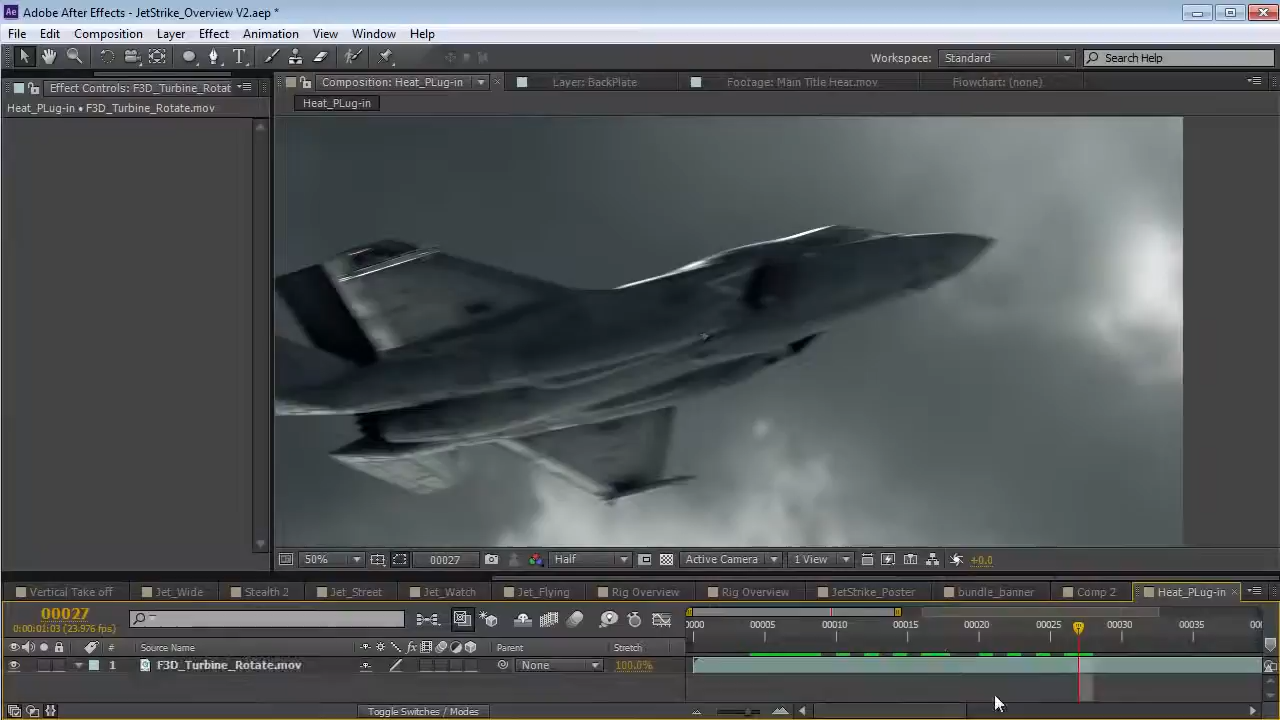 Ae Adobe After Effects - JetStrike_Overview V2.aep *
File Edit Composition Layer Effect Animation View Window Help
T Workspace: Standard Search Help
Effect Controls: F3D_Turbine_Rotat Composition: Heat_PLug-in Layer: BackPlate Footage: Main Title Hear.mov Flowchart: (none)
Heat_PLug-in • F3D_Turbine_Rotate.mov Heat_PLug-in
50% 00027 Half Active Camera 1 View +0.0
Vertical Take off Jet_Wide Stealth 2 Jet_Street Jet_Watch Jet_Flying Rig Overview Rig Overview JetStrike_Poster bundle_banner Comp 2 Heat_PLug-in
00027
0:00:01:03 (23.976 fps) 0000 00005 00010 00015 00020 00025 00030 00035 00
# Source Name fx Parent Stretch
1 F3D_Turbine_Rotate.mov None 100.0%
Toggle Switches / Modes